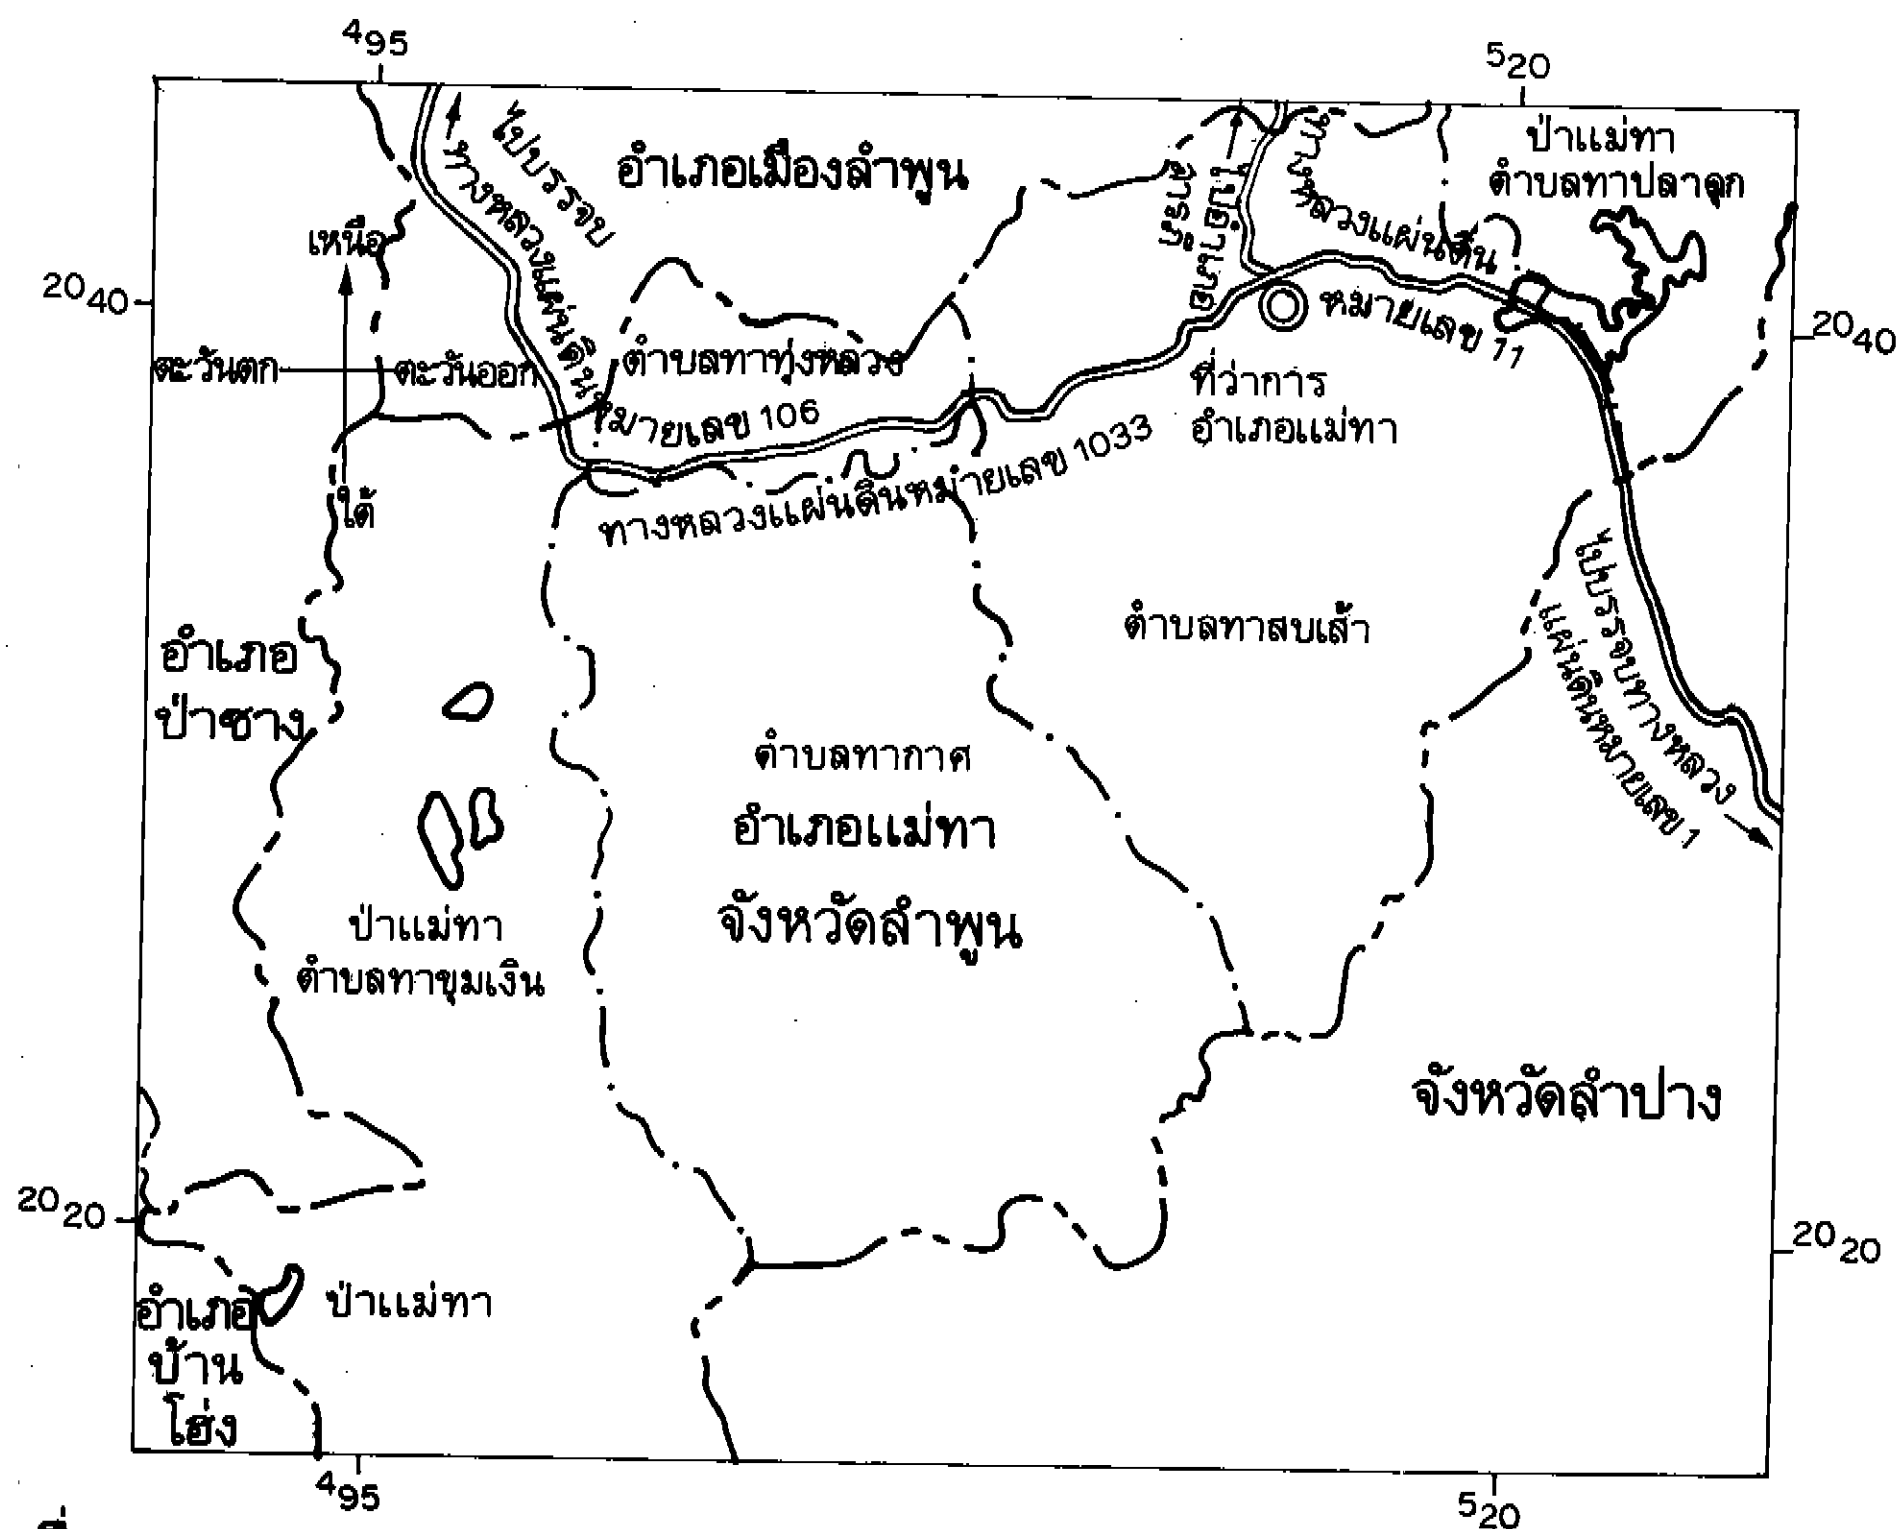 495
520
ไปบรรจบ
ทางหลวงแผ่นดินหมายเลข 106
อำเภอเมืองลำพูน
ไปอำเภอ
สารภี
ทางหลวงแผ่นดิน
หมายเลข 11
ป่าแม่ทา
ตำบลทาปลาดุก
เหนือ
2040
2040
ตะวันตก
ตะวันออก
ใต้
ตำบลทาทุ่งหลวง
ที่ว่าการ
อำเภอแม่ทา
ทางหลวงแผ่นดินหมายเลข 1033
ไปบรรจบทางหลวง
แผ่นดินหมายเลข 1
ตำบลทาสบเส้า
อำเภอ
ป่าซาง
ตำบลทากาศ
อำเภอแม่ทา
จังหวัดลำพูน
ป่าแม่ทา
ตำบลทาขุมเงิน
จังหวัดลำปาง
2020
2020
อำเภอ
บ้าน
โฮ่ง
ป่าแม่ทา
495
520